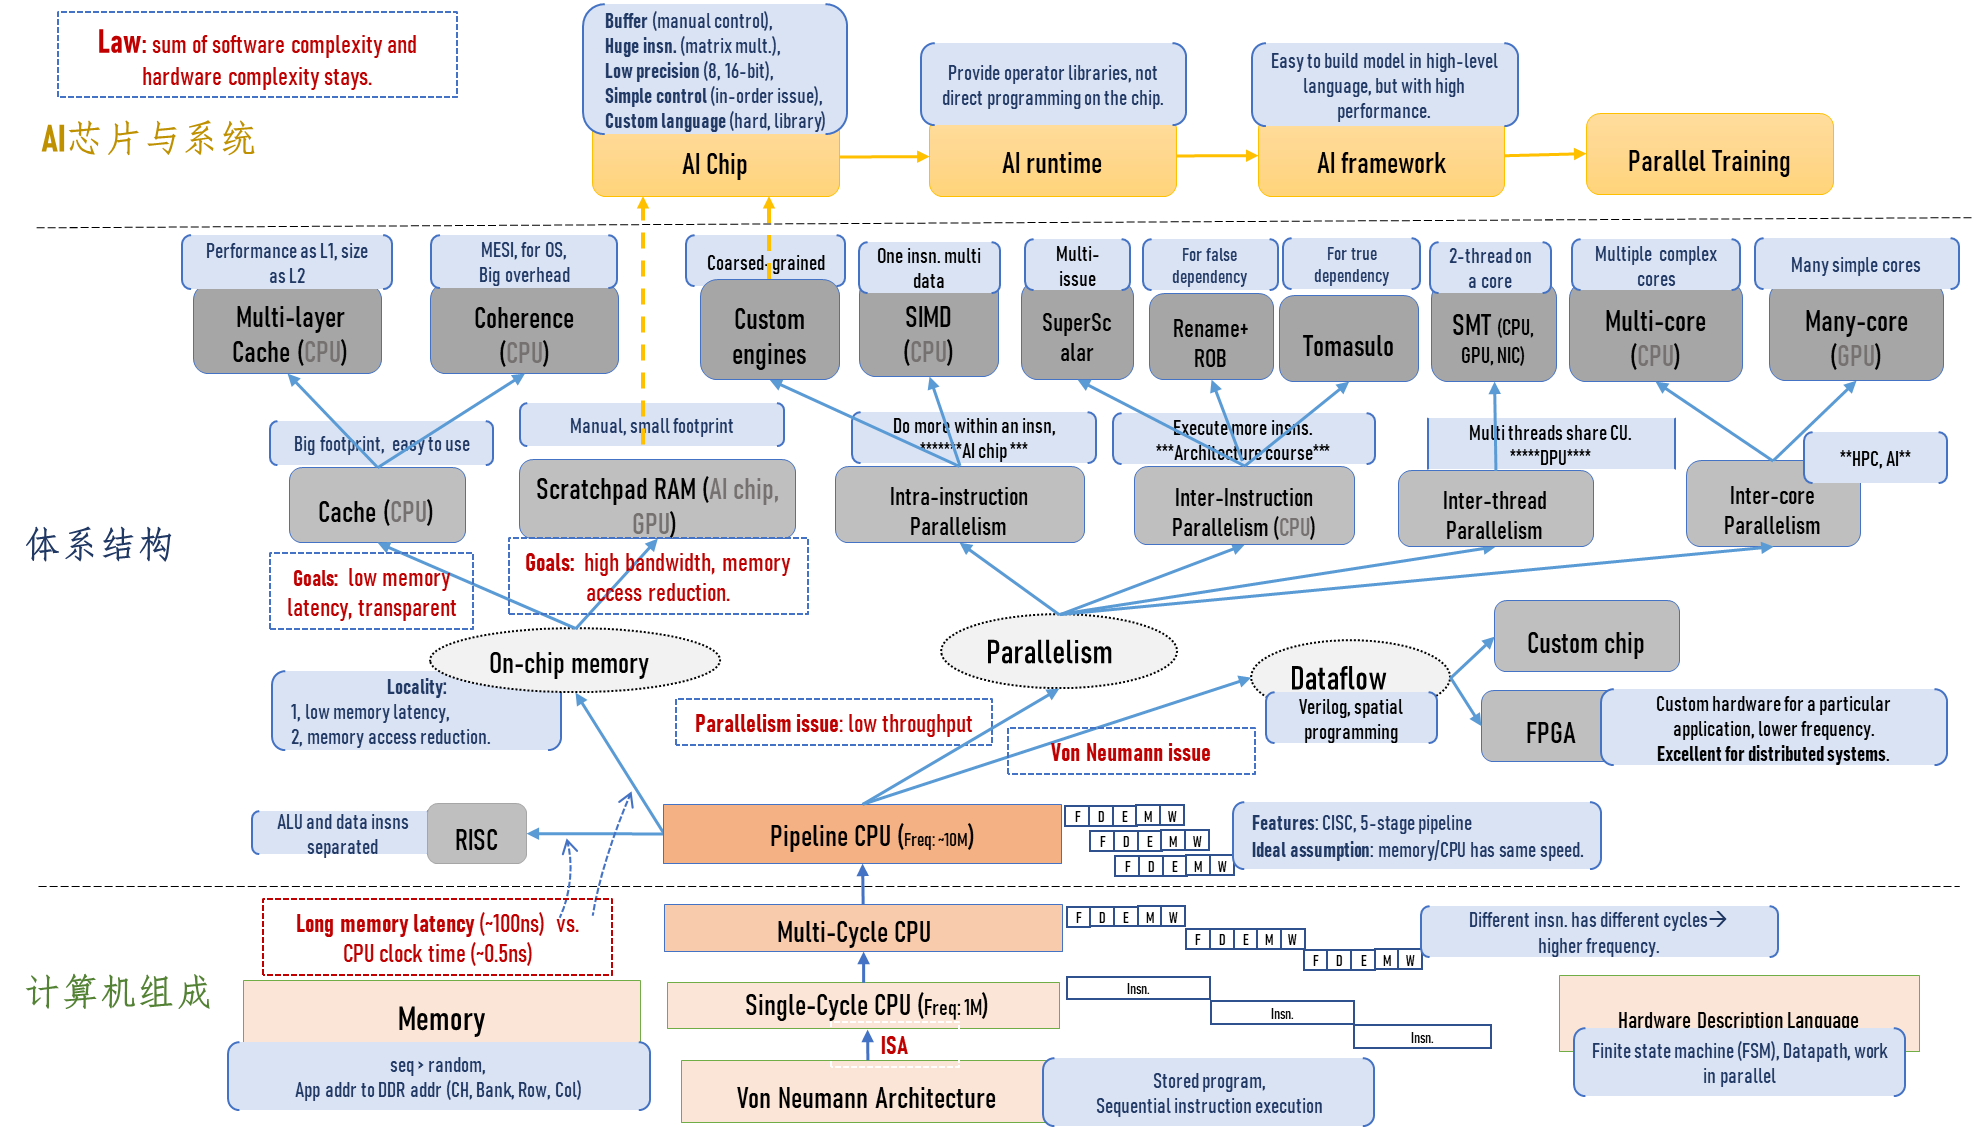 Law: sum of software complexity and
hardware complexity stays.
AI芯片与系统
Buffer (manual control),
Huge insn. (matrix mult.),
Low precision (8, 16-bit),
Simple control (in-order issue),
Custom language (hard, library)
AI Chip
Provide operator libraries, not
direct programming on the chip.
AI runtime
Easy to build model in high-level
language, but with high
performance.
AI framework
Parallel Training
Performance as L1, size
as L2
Multi-layer
Cache (CPU)
MESI, for OS,
Big overhead
Coherence
(CPU)
Coarsed-grained
Custom
engines
One insn. multi
data
SIMD
(CPU)
Multi-
issue
SuperSc
alar
For false
dependency
Rename+
ROB
For true
dependency
Tomasulo
2-thread on
a core
SMT (CPU,
GPU, NIC)
Multiple complex
cores
Multi-core
(CPU)
Many simple cores
Many-core
(GPU)
Big footprint, easy to use
Cache (CPU)
Manual, small footprint
Scratchpad RAM (AI chip,
GPU)
Do more within an insn,
*******AI chip ***
Intra-instruction
Parallelism
Execute more insns.
***Architecture course***
Inter-Instruction
Parallelism (CPU)
Multi threads share CU.
*****DPU****
Inter-thread
Parallelism
**HPC, AI**
Inter-core
Parallelism
体系结构
Goals: low memory
latency, transparent
Goals: high bandwidth, memory
access reduction.
On-chip memory
Parallelism
Dataflow
Verilog, spatial
programming
Custom chip
FPGA
Custom hardware for a particular
application, lower frequency.
Excellent for distributed systems.
Locality:
1, low memory latency,
2, memory access reduction.
Parallelism issue: low throughput
Von Neumann issue
ALU and data insns
separated
RISC
Pipeline CPU (Freq: ~10M)
F D E M W
F D E M W
F D E M W
Features: CISC, 5-stage pipeline
Ideal assumption: memory/CPU has same speed.
Long memory latency (~100ns) vs.
CPU clock time (~0.5ns)
Multi-Cycle CPU
F D E M W
F D E M W
F D E M W
Different insn. has different cycles→
higher frequency.
计算机组成
Memory
seq > random,
App addr to DDR addr (CH, Bank, Row, Col)
Single-Cycle CPU (Freq: 1M)
Insn.
Insn.
Insn.
ISA
Von Neumann Architecture
Stored program,
Sequential instruction execution
Hardware Description Language
Finite state machine (FSM), Datapath, work
in parallel